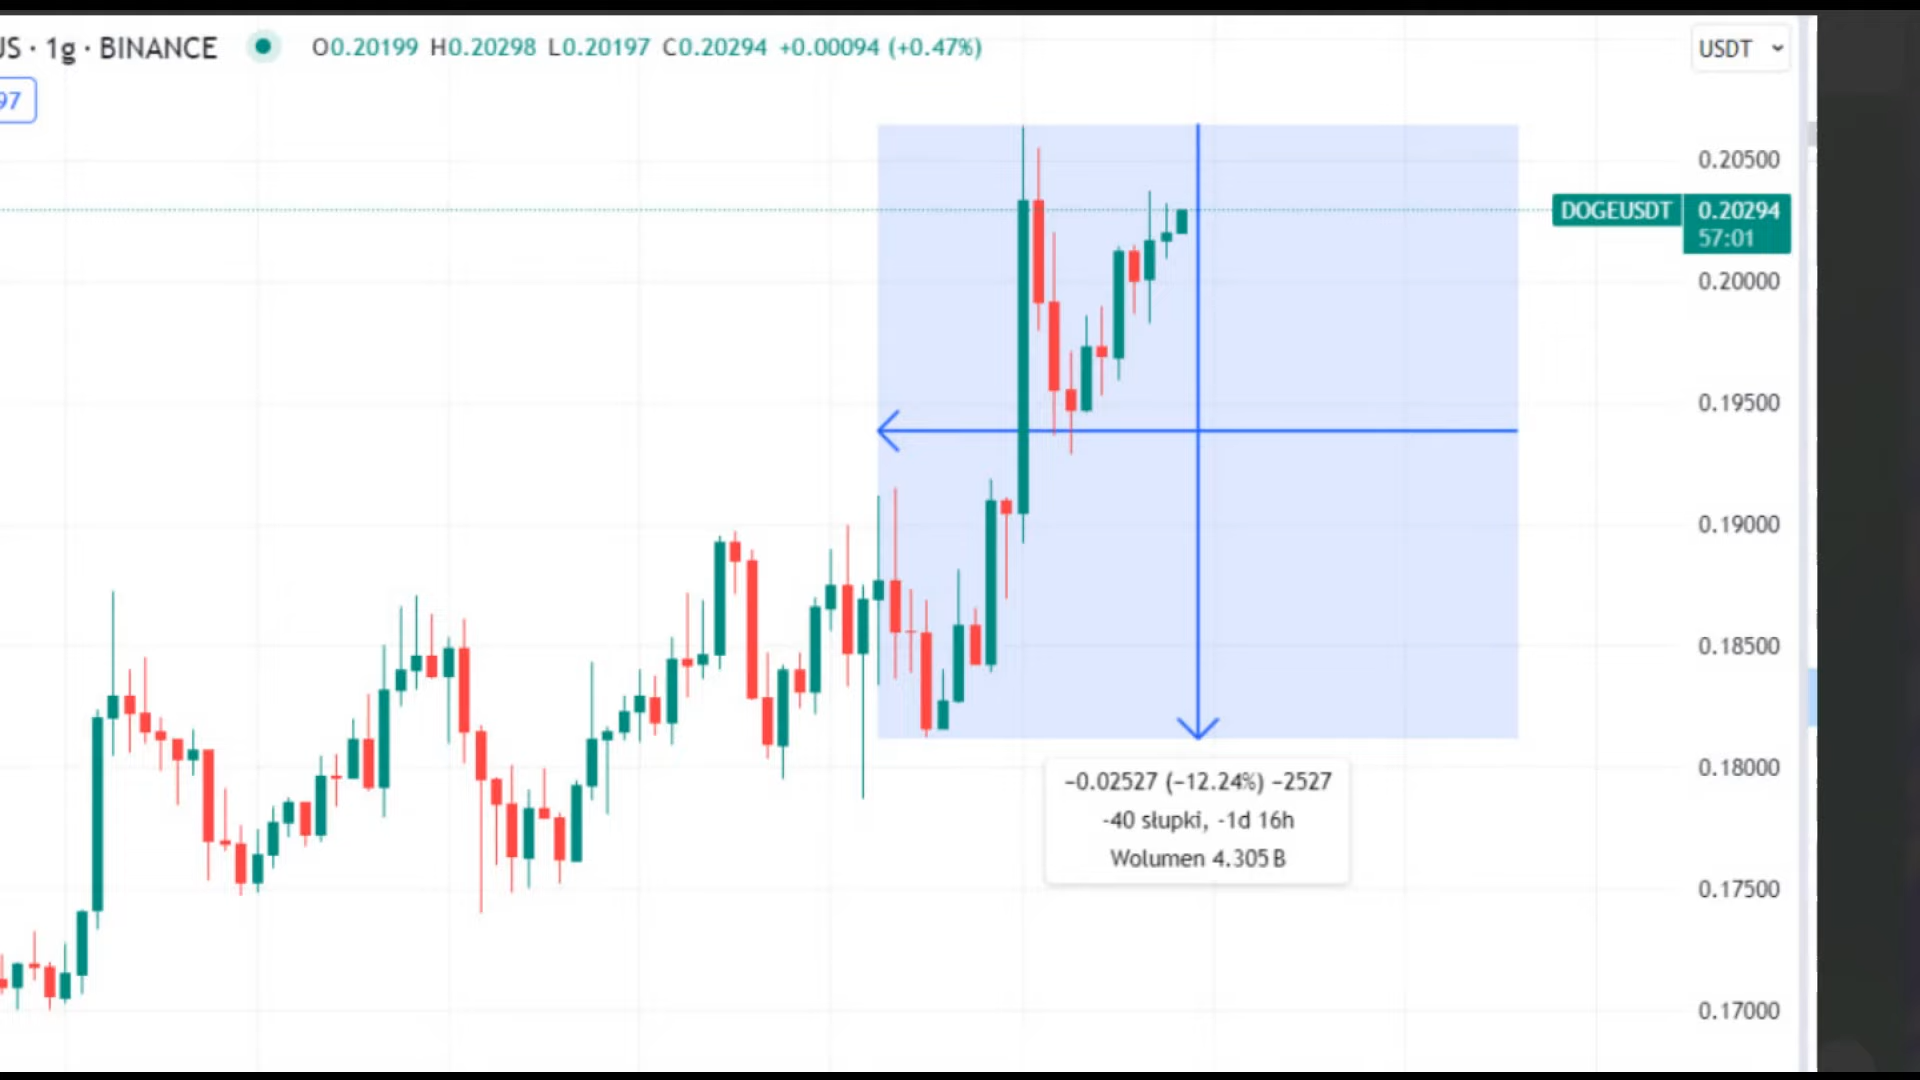 US · 1g · BINANCE O0.20199 H0.20298 L0.20197 C0.20294 +0.00094 (+0.47%)
USDT
97
0.20500
DOGEUSDT 0.20294
57:01
0.20000
0.19500
0.19000
0.18500
0.18000
−0.02527 (−12.24%) −2527
-40 słupki, -1d 16h
Wolumen 4.305 B
0.17500
0.17000